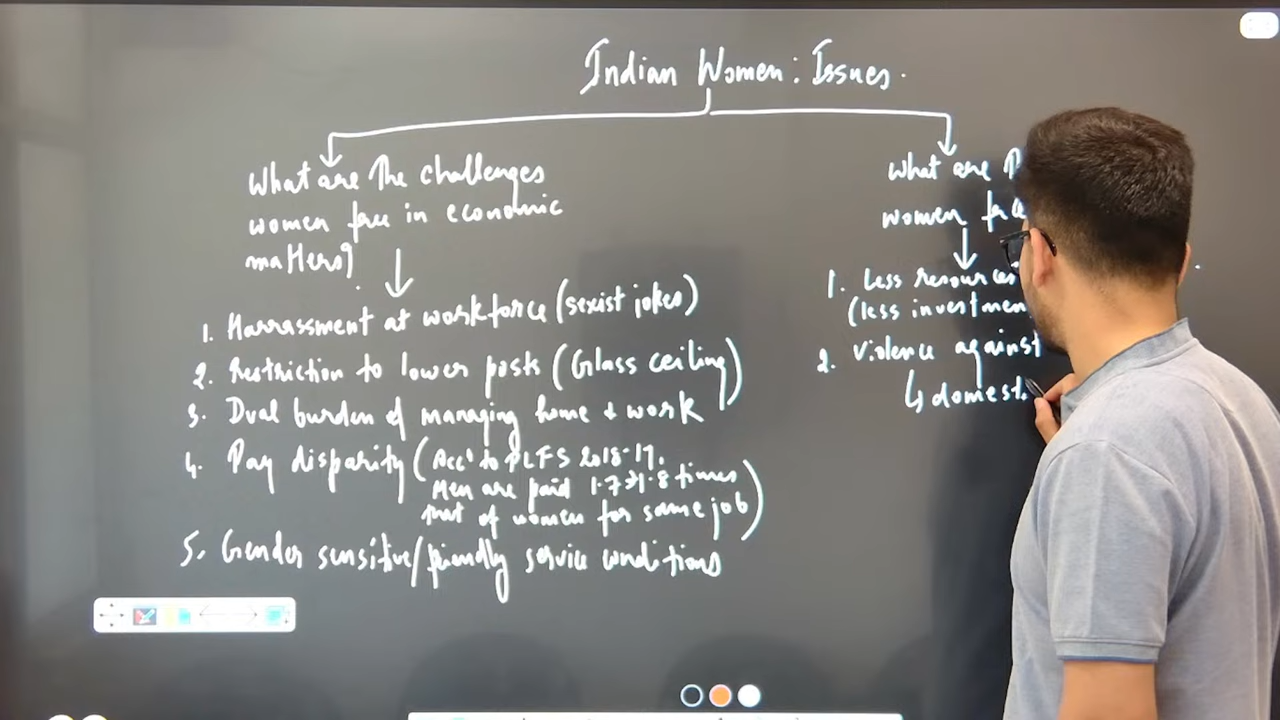 Indian Women: Issues.
What are the challenges
women face in economic
matters?
1. Harrassment at workforce (sexist jokes)
2. Restriction to lower posts (Glass ceiling)
3. Dual burden of managing home + work
4. Pay disparity (Acc' to PLFS 2018-19.
Men are paid 1.7→1.8 times
that of women for same job)
5. Gender sensitive/friendly service conditions
What are
women
1. Less resources
(less investmen
2. Violence against
↳ domest